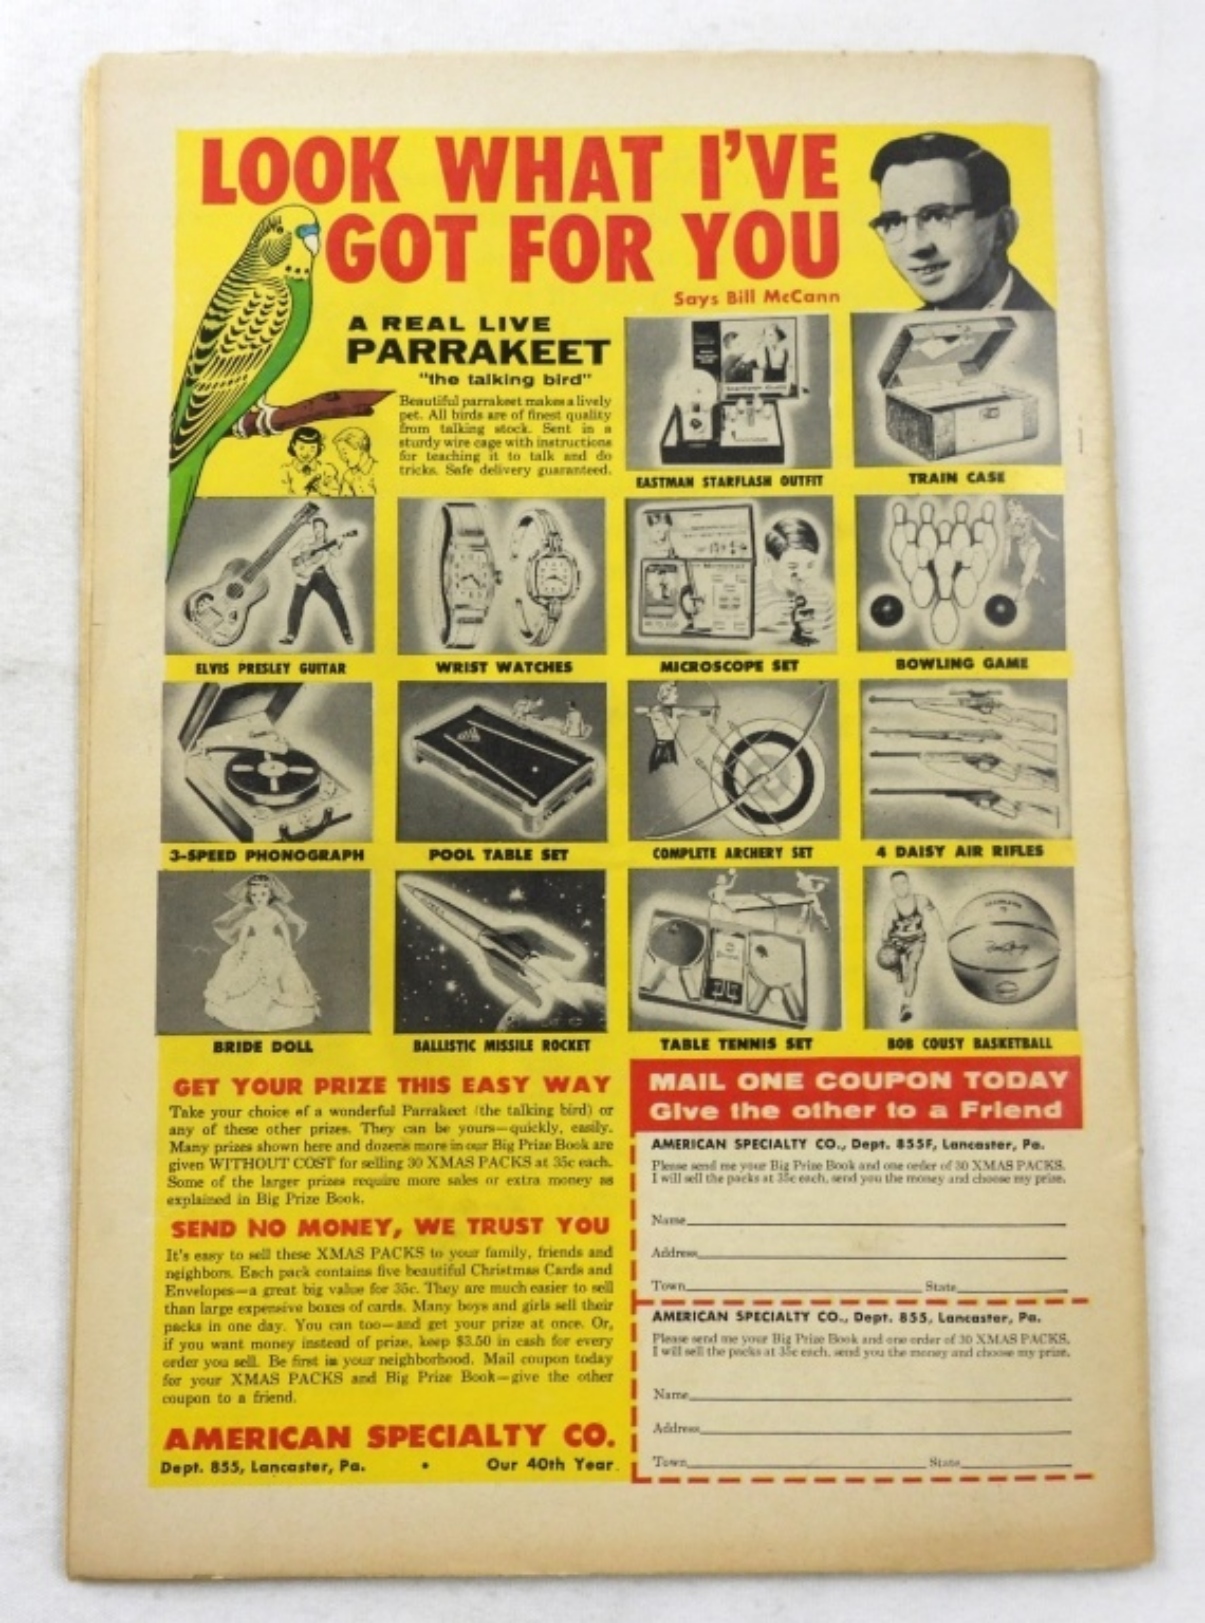 LOOK WHAT I'VE
GOT FOR YOU
Says Bill McCann
A REAL LIVE
PARRAKEET
"the talking bird"
Beautiful parrakeet makes a lively
pet. All birds are of finest quality
from talking stock. Sent in a
sturdy wire cage with instructions
for teaching it to talk and do
tricks. Safe delivery guaranteed.
EASTMAN STARFLASH OUTFIT
TRAIN CASE
ELVIS PRESLEY GUITAR
WRIST WATCHES
MICROSCOPE SET
BOWLING GAME
3-SPEED PHONOGRAPH
POOL TABLE SET
COMPLETE ARCHERY SET
4 DAISY AIR RIFLES
BRIDE DOLL
BALLISTIC MISSILE ROCKET
TABLE TENNIS SET
BOB COUSY BASKETBALL
GET YOUR PRIZE THIS EASY WAY
Take your choice of a wonderful Parrakeet (the talking bird) or
any of these other prizes. They can be yours—quickly, easily.
Many prizes shown here and dozens more in our Big Prize Book are
given WITHOUT COST for selling 30 XMAS PACKS at 35c each.
Some of the larger prizes require more sales or extra money as
explained in Big Prize Book.
SEND NO MONEY, WE TRUST YOU
It's easy to sell these XMAS PACKS to your family, friends and
neighbors. Each pack contains five beautiful Christmas Cards and
Envelopes—a great big value for 35c. They are much easier to sell
than large expensive boxes of cards. Many boys and girls sell their
packs in one day. You can too—and get your prize at once. Or,
if you want money instead of prize, keep $3.50 in cash for every
order you sell. Be first in your neighborhood. Mail coupon today
for your XMAS PACKS and Big Prize Book—give the other
coupon to a friend.
AMERICAN SPECIALTY CO.
Dept. 855, Lancaster, Pa. • Our 40th Year
MAIL ONE COUPON TODAY
Give the other to a Friend
AMERICAN SPECIALTY CO., Dept. 855F, Lancaster, Pa.
Please send me your Big Prize Book and one order of 30 XMAS PACKS.
I will sell the packs at 35c each, send you the money and choose my prize.
Name
Address
Town State
AMERICAN SPECIALTY CO., Dept. 855, Lancaster, Pa.
Please send me your Big Prize Book and one order of 30 XMAS PACKS.
I will sell the packs at 35c each, send you the money and choose my prize.
Name
Address
Town State